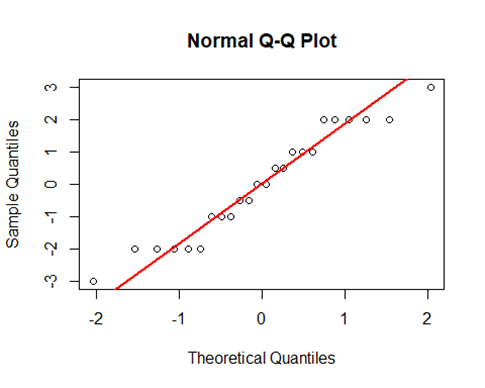 Normal Q-Q Plot
3
2
1
0
-1
-2
-3
Sample Quantiles
-2 -1 0 1 2
Theoretical Quantiles